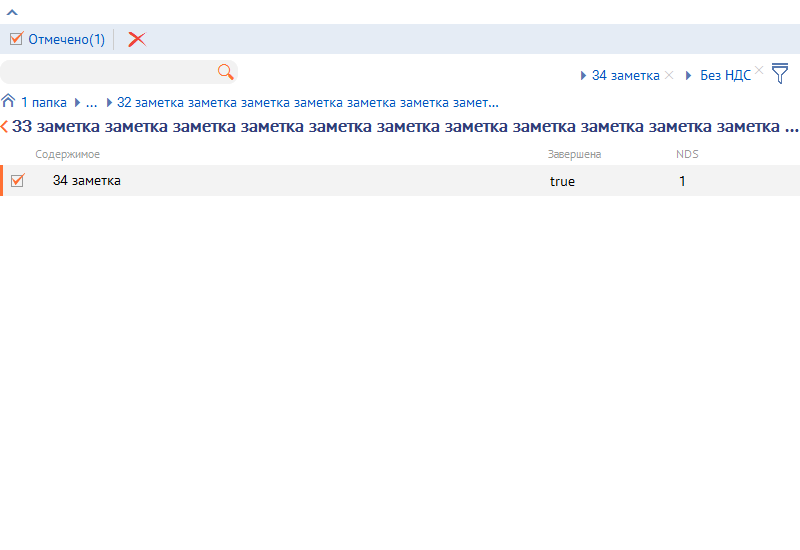 Отмечено(1)
34 заметка Без НДС
1 папка ... 32 заметка заметка заметка заметка заметка заметка замет...
33 заметка заметка заметка заметка заметка заметка заметка заметка заметка заметка заметка ...
Содержимое Завершена NDS
34 заметка true 1